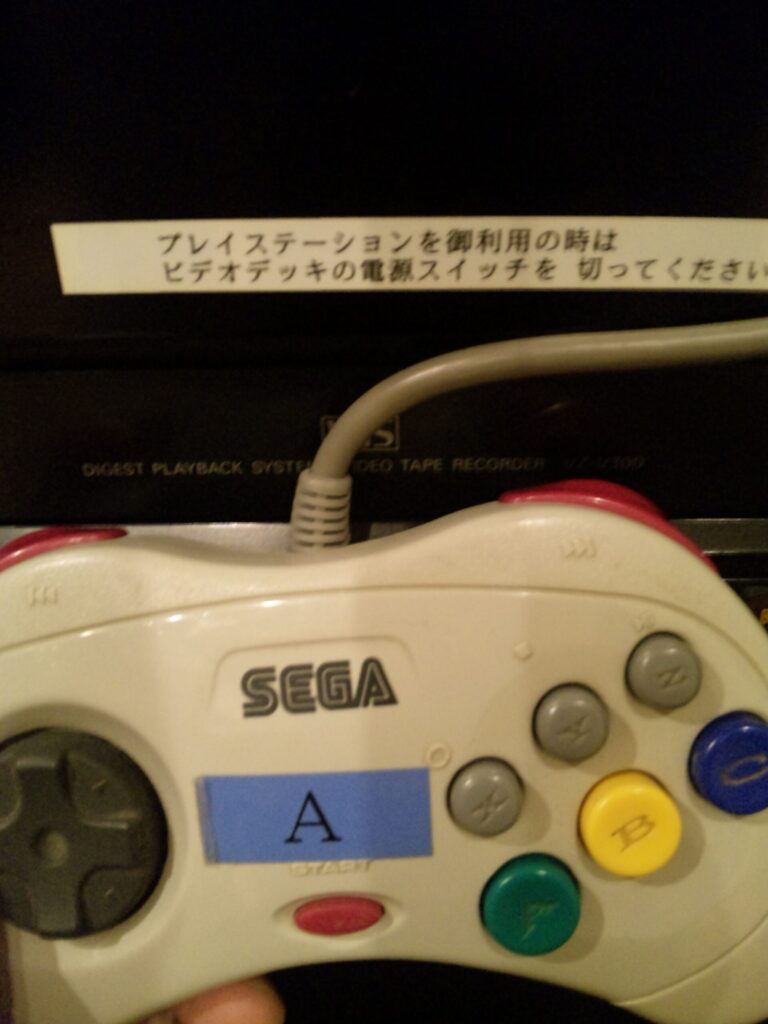 プレイステーションを御利用の時は
ビデオデッキの電源スイッチを 切ってください
VHS
DIGEST PLAYBACK SYSTEM VIDEO TAPE RECORDER
SEGA
A
START
X
Y
Z
A
B
C